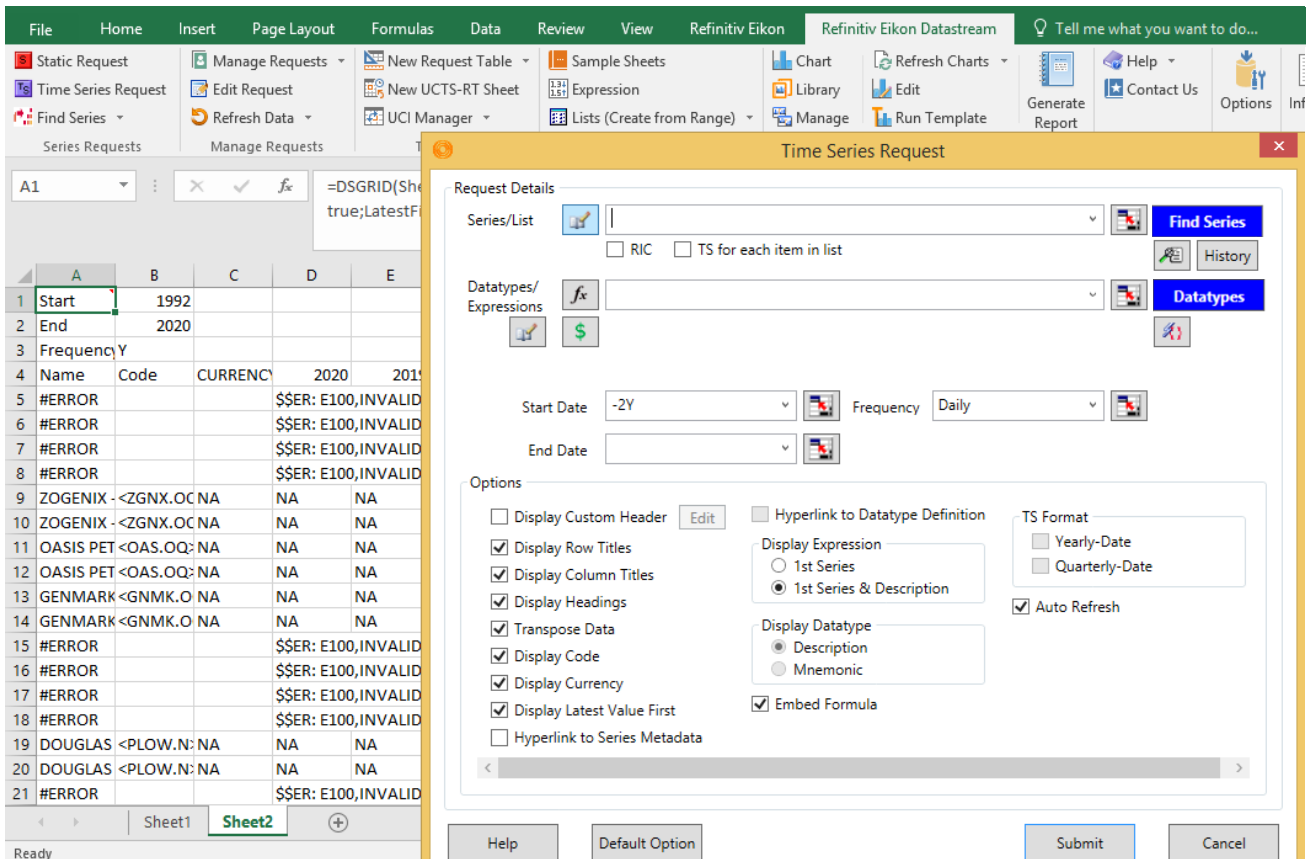 File Home Insert Page Layout Formulas Data Review View Refinitiv Eikon Refinitiv Eikon Datastream Tell me what you want to do...
Static Request Manage Requests New Request Table Sample Sheets Chart Refresh Charts Help
Time Series Request Edit Request New UCTS-RT Sheet Expression Library Edit Generate Report Contact Us Options
Find Series Refresh Data UCI Manager Lists (Create from Range) Manage Run Template
Series Requests Manage Requests
Time Series Request
A1 fx =DSGRID(She
true;LatestFi
A B C D E
1 Start 1992
2 End 2020
3 Frequency Y
4 Name Code CURRENCY 2020 2019
5 #ERROR $$ER: E100,INVALID
6 #ERROR $$ER: E100,INVALID
7 #ERROR $$ER: E100,INVALID
8 #ERROR $$ER: E100,INVALID
9 ZOGENIX - <ZGNX.OQ NA NA NA
10 ZOGENIX - <ZGNX.OQ NA NA NA
11 OASIS PET <OAS.OQ> NA NA NA
12 OASIS PET <OAS.OQ> NA NA NA
13 GENMARK <GNMK.O NA NA NA
14 GENMARK <GNMK.O NA NA NA
15 #ERROR $$ER: E100,INVALID
16 #ERROR $$ER: E100,INVALID
17 #ERROR $$ER: E100,INVALID
18 #ERROR $$ER: E100,INVALID
19 DOUGLAS <PLOW.N> NA NA NA
20 DOUGLAS <PLOW.N> NA NA NA
21 #ERROR $$ER: E100,INVALID
Sheet1 Sheet2
Ready
Request Details
Series/List Find Series
RIC TS for each item in list History
Datatypes/
Expressions fx Datatypes
$
Start Date -2Y Frequency Daily
End Date
Options
Display Custom Header Edit
Display Row Titles
Display Column Titles
Display Headings
Transpose Data
Display Code
Display Currency
Display Latest Value First
Hyperlink to Series Metadata
Hyperlink to Datatype Definition
Display Expression
1st Series
1st Series & Description
Display Datatype
Description
Mnemonic
Embed Formula
TS Format
Yearly-Date
Quarterly-Date
Auto Refresh
Help Default Option Submit Cancel